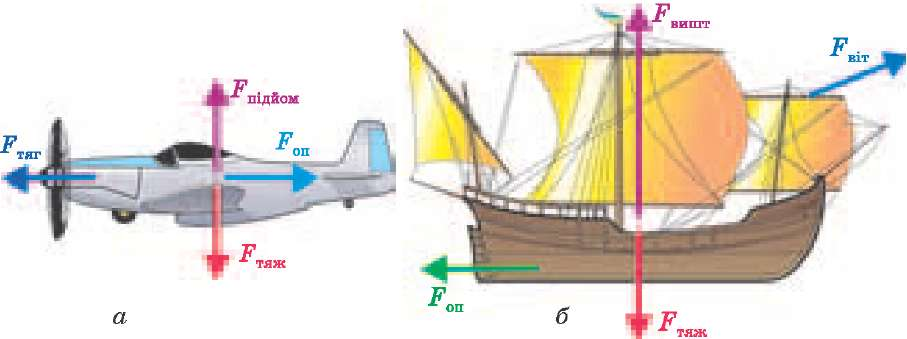 F підйом
F тяг
F оп
F тяж
а
F вишт
F віт
F оп
F тяж
б